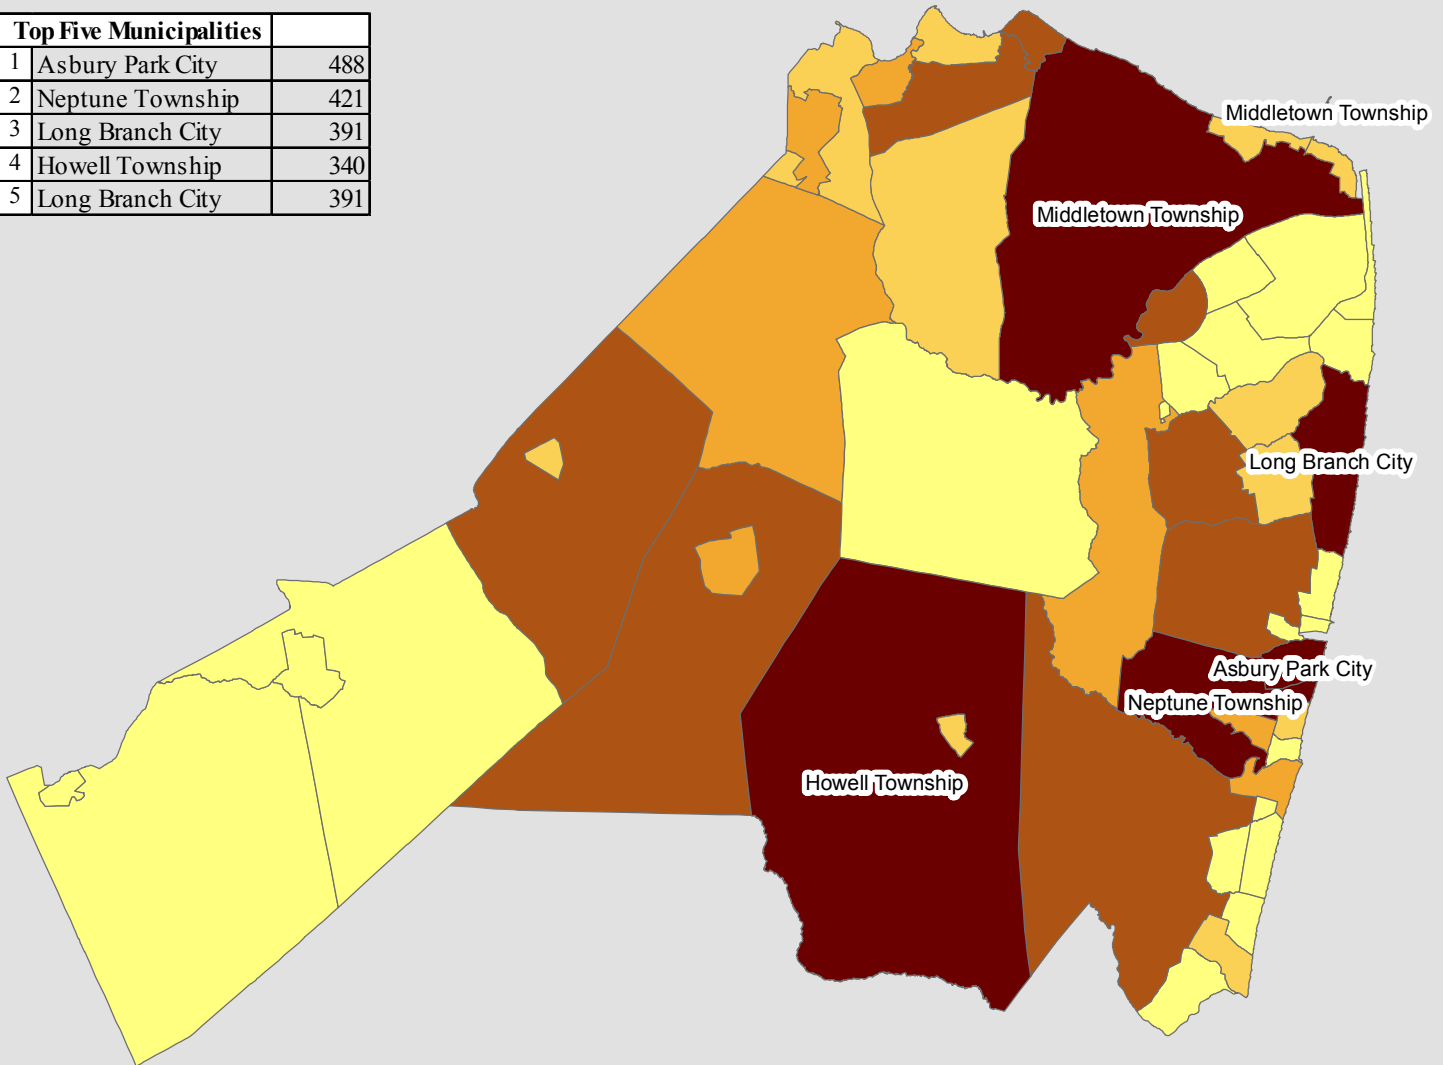 Top Five Municipalities
1 Asbury Park City 488
2 Neptune Township 421
3 Long Branch City 391
4 Howell Township 340
5 Long Branch City 391
Middletown Township
Middletown Township
Long Branch City
Asbury Park City
Neptune Township
Howell Township